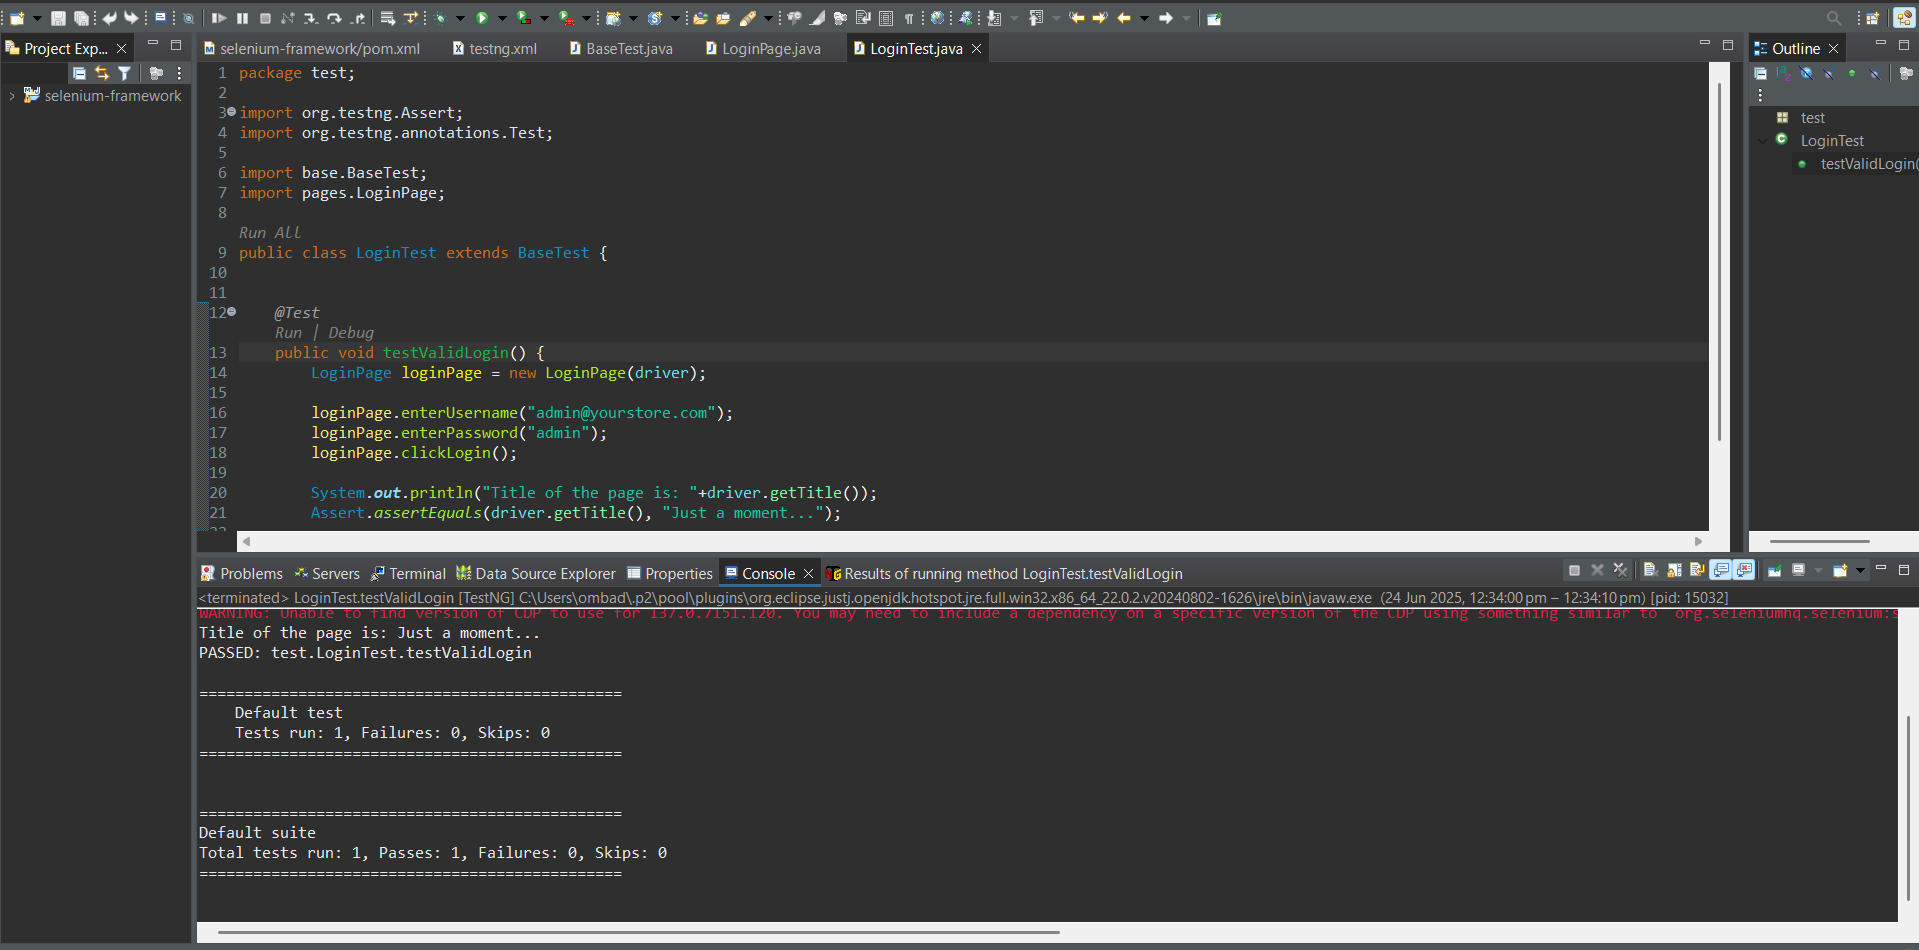 Project Exp...
selenium-framework
selenium-framework/pom.xml
testng.xml
BaseTest.java
LoginPage.java
LoginTest.java
1 package test;
2
3 import org.testng.Assert;
4 import org.testng.annotations.Test;
5
6 import base.BaseTest;
7 import pages.LoginPage;
8
Run All
9 public class LoginTest extends BaseTest {
10
11
12 @Test
Run | Debug
13 public void testValidLogin() {
14 LoginPage loginPage = new LoginPage(driver);
15
16 loginPage.enterUsername("admin@yourstore.com");
17 loginPage.enterPassword("admin");
18 loginPage.clickLogin();
19
20 System.out.println("Title of the page is: "+driver.getTitle());
21 Assert.assertEquals(driver.getTitle(), "Just a moment...");
Outline
test
LoginTest
testValidLogin(
Problems
Servers
Terminal
Data Source Explorer
Properties
Console
Results of running method LoginTest.testValidLogin
<terminated> LoginTest.testValidLogin [TestNG] C:\Users\ombad\.p2\pool\plugins\org.eclipse.justj.openjdk.hotspot.jre.full.win32.x86_64_22.0.2.v20240802-1626\jre\bin\javaw.exe (24 Jun 2025, 12:34:00 pm – 12:34:10 pm) [pid: 15032]
WARNING: Unable to find version of CDP to use for 137.0.7151.120. You may need to include a dependency on a specific version of the CDP using something similar to `org.seleniumhq.selenium:s
Title of the page is: Just a moment...
PASSED: test.LoginTest.testValidLogin
===============================================
Default test
Tests run: 1, Failures: 0, Skips: 0
===============================================
===============================================
Default suite
Total tests run: 1, Passes: 1, Failures: 0, Skips: 0
===============================================